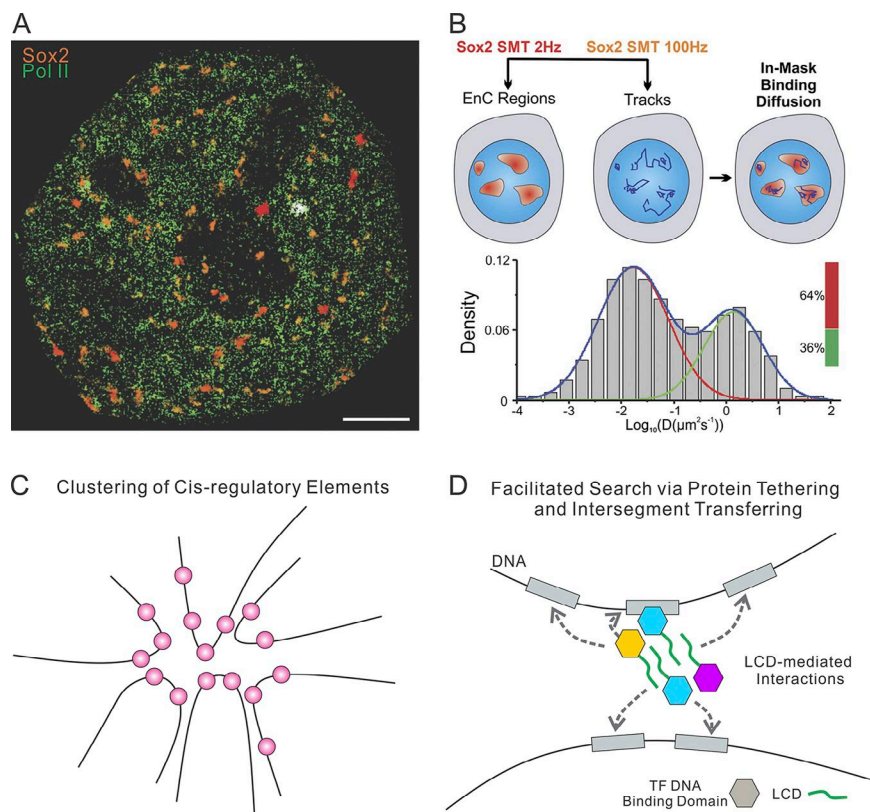 A
Sox2
Pol II
B
Sox2 SMT 2Hz
Sox2 SMT 100Hz
EnC Regions
Tracks
In-Mask
Binding
Diffusion
0.12
0.06
0
Density
-4
-3
-2
-1
0
1
2
Log10(D(μm²s⁻¹))
64%
36%
C
Clustering of Cis-regulatory Elements
D
Facilitated Search via Protein Tethering
and Intersegment Transferring
DNA
LCD-mediated
Interactions
TF DNA
Binding Domain
LCD